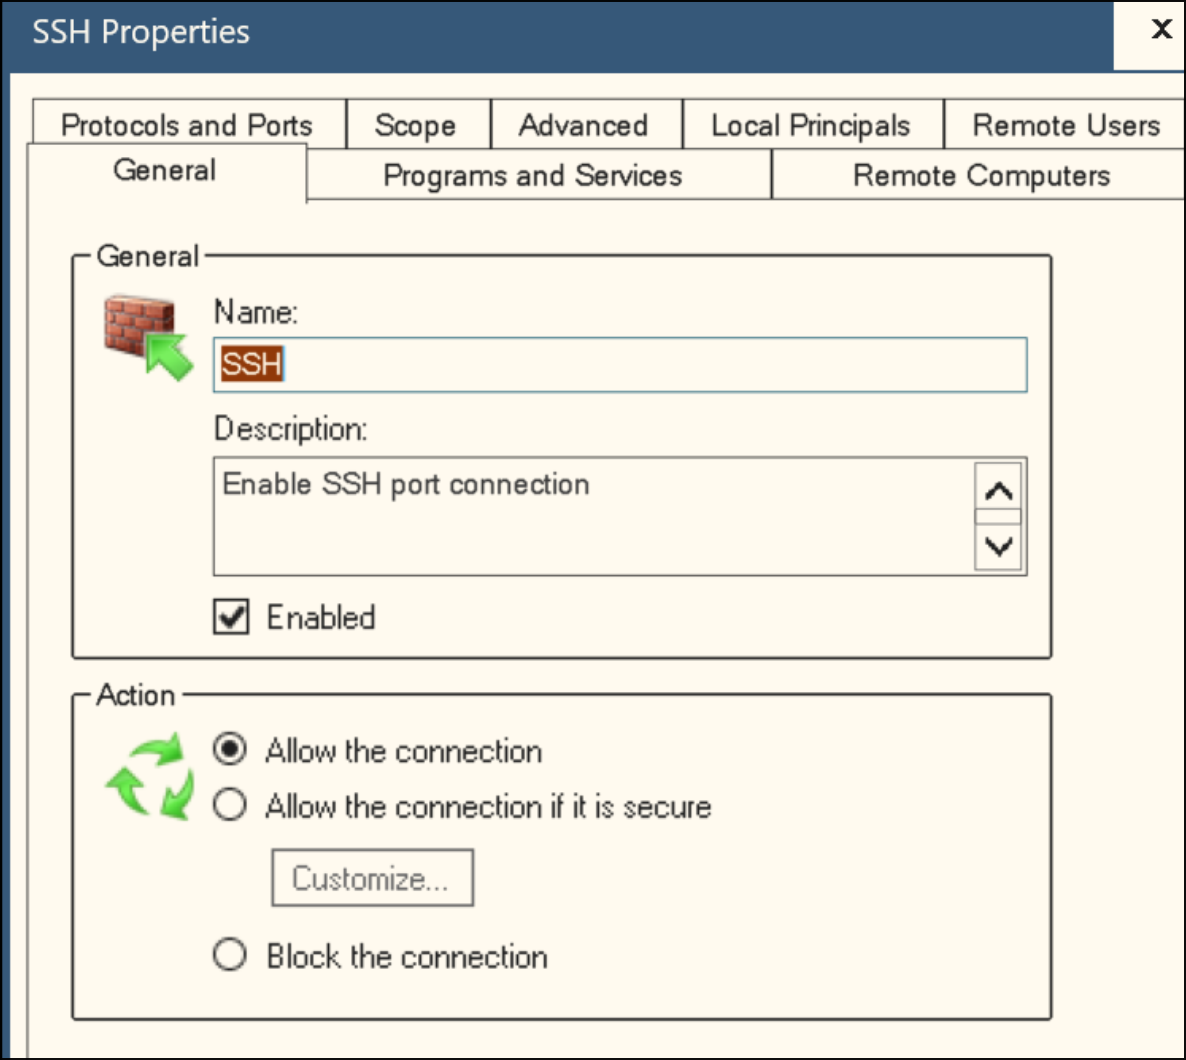 SSH Properties
x
Protocols and Ports
Scope
Advanced
Local Principals
Remote Users
General
Programs and Services
Remote Computers
General
Name:
SSH
Description:
Enable SSH port connection
Enabled
Action
Allow the connection
Allow the connection if it is secure
Customize...
Block the connection